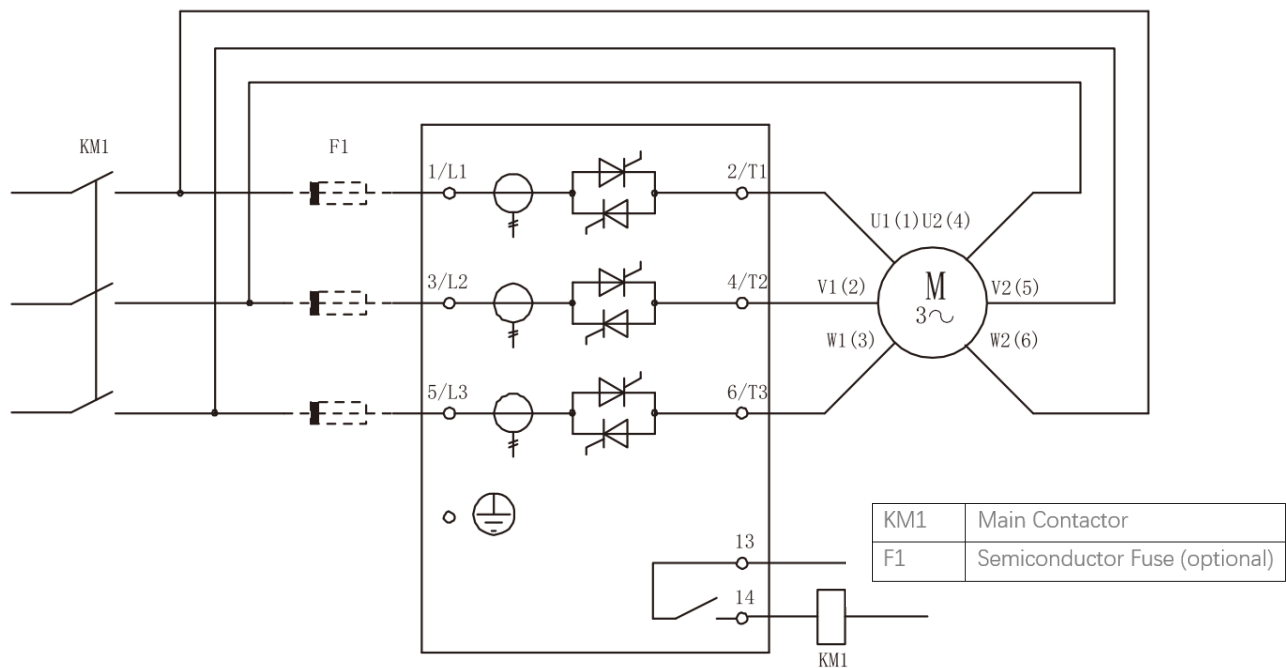 KM1
F1
1/L1
2/T1
U1(1) U2(4)
3/L2
4/T2
V1(2)
M
3~
V2(5)
W1(3)
W2(6)
5/L3
6/T3
KM1 Main Contactor
F1 Semiconductor Fuse (optional)
13
14
KM1